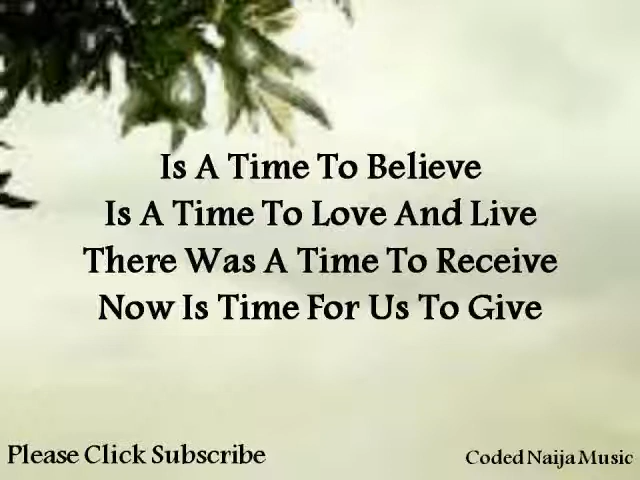 Is A Time To Believe
Is A Time To Love And Live
There Was A Time To Receive
Now Is Time For Us To Give
Please Click Subscribe
Coded Naija Music